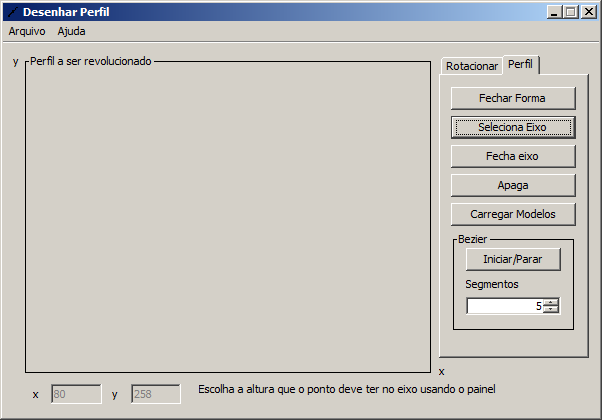 Desenhar Perfil
Arquivo Ajuda
y Perfil a ser revolucionado
Rotacionar Perfil
Fechar Forma
Seleciona Eixo
Fecha eixo
Apaga
Carregar Modelos
Bezier
Iniciar/Parar
Segmentos
5
x
x 80 y 258 Escolha a altura que o ponto deve ter no eixo usando o painel